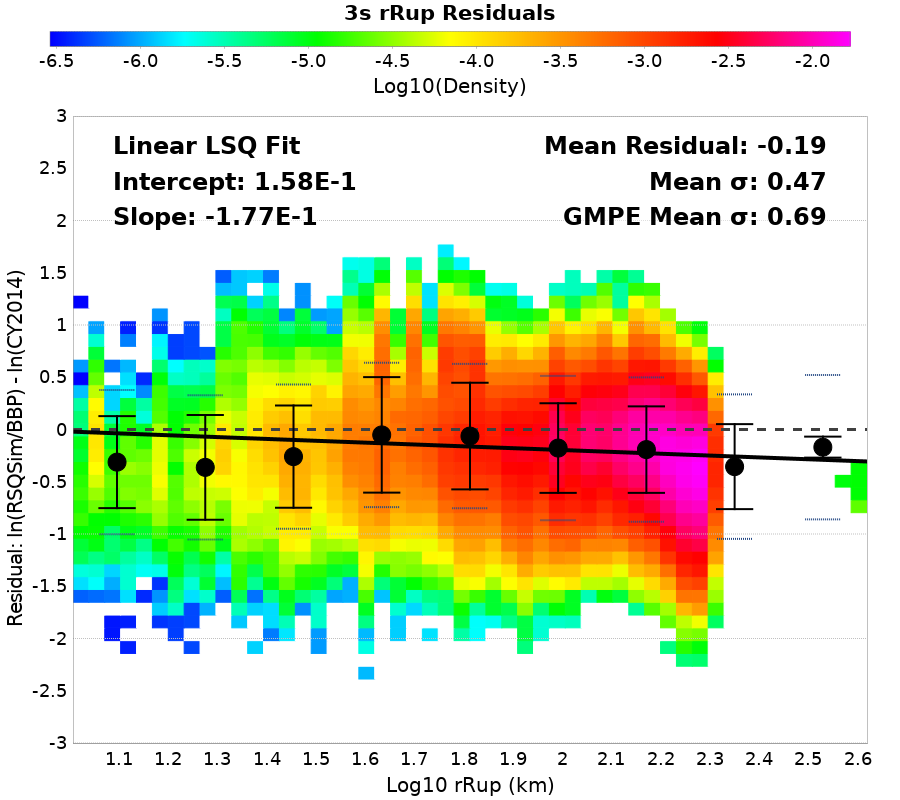 3s rRup Residuals
-6.5 -6.0 -5.5 -5.0 -4.5 -4.0 -3.5 -3.0 -2.5 -2.0
Log10(Density)
Linear LSQ Fit
Intercept: 1.58E-1
Slope: -1.77E-1
Mean Residual: -0.19
Mean σ: 0.47
GMPE Mean σ: 0.69
Residual: ln(RSQSim/BBP) - ln(CY2014)
3
2.5
2
1.5
1
0.5
0
-0.5
-1
-1.5
-2
-2.5
-3
1.1 1.2 1.3 1.4 1.5 1.6 1.7 1.8 1.9 2 2.1 2.2 2.3 2.4 2.5 2.6
Log10 rRup (km)